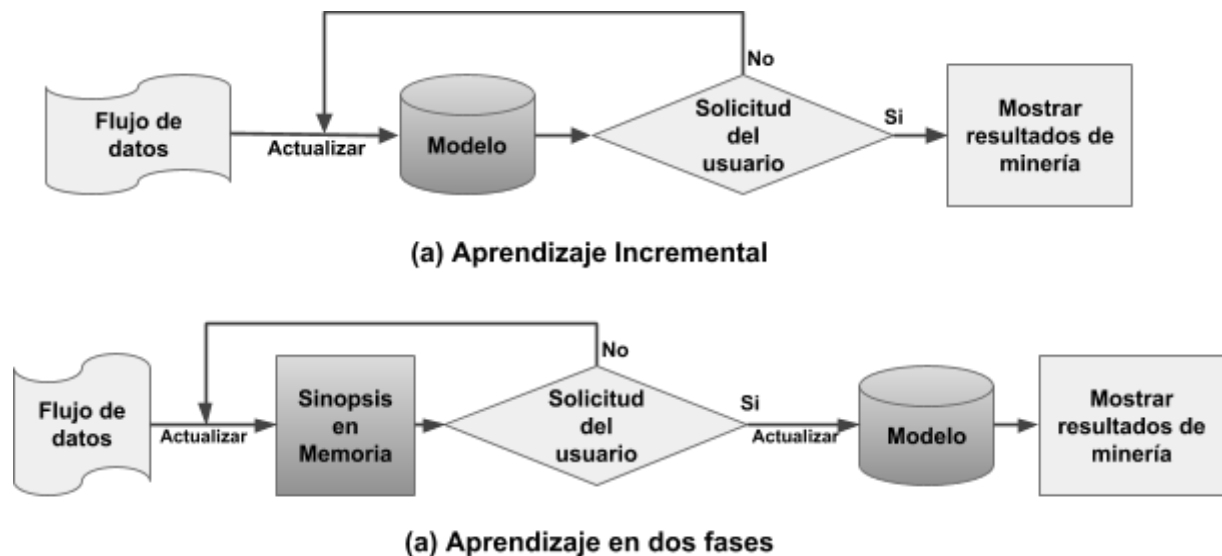 No
Flujo de
datos
Actualizar
Modelo
Solicitud
del
usuario
Si
Mostrar
resultados de
minería
(a) Aprendizaje Incremental
No
Flujo de
datos
Actualizar
Sinopsis
en
Memoria
Solicitud
del
usuario
Si
Actualizar
Modelo
Mostrar
resultados de
minería
(a) Aprendizaje en dos fases